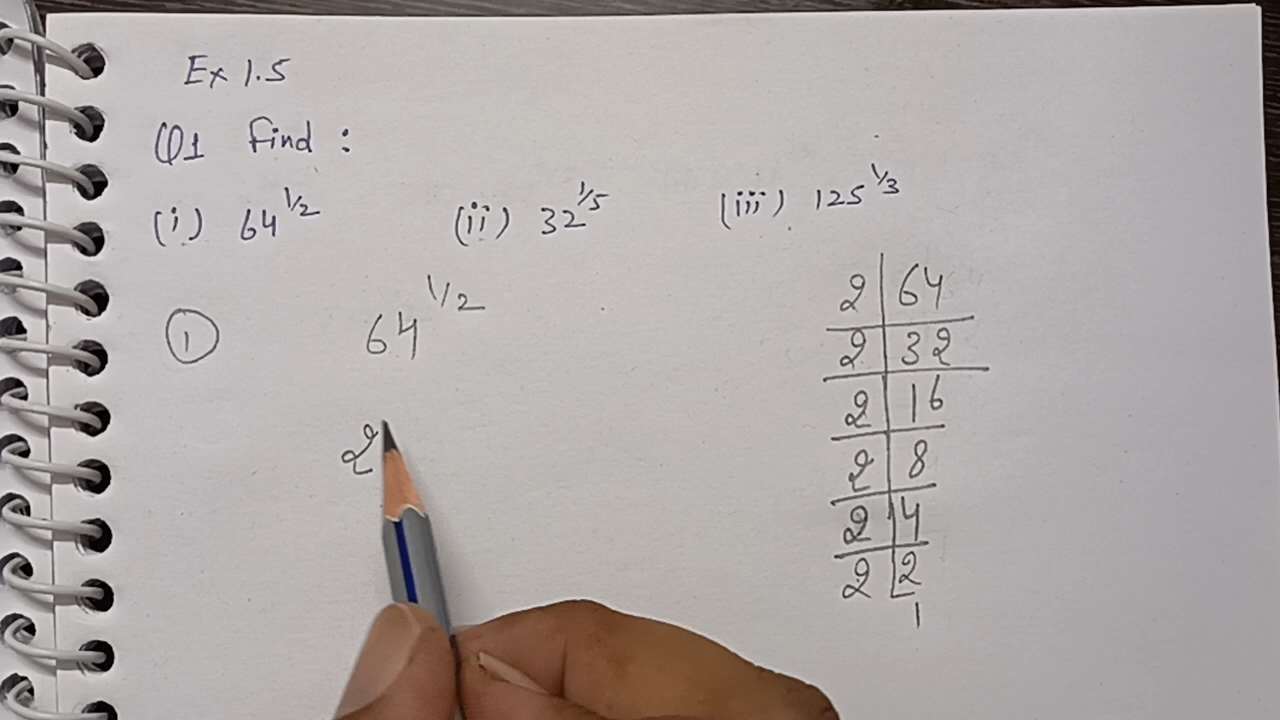 Ex 1.5
Q1 Find :
(i) 64^1/2 (ii) 32^1/5 (iii) 125^1/3
1 64^1/2
2
2 | 64
2 | 32
2 | 16
2 | 8
2 | 4
2 | 2
1